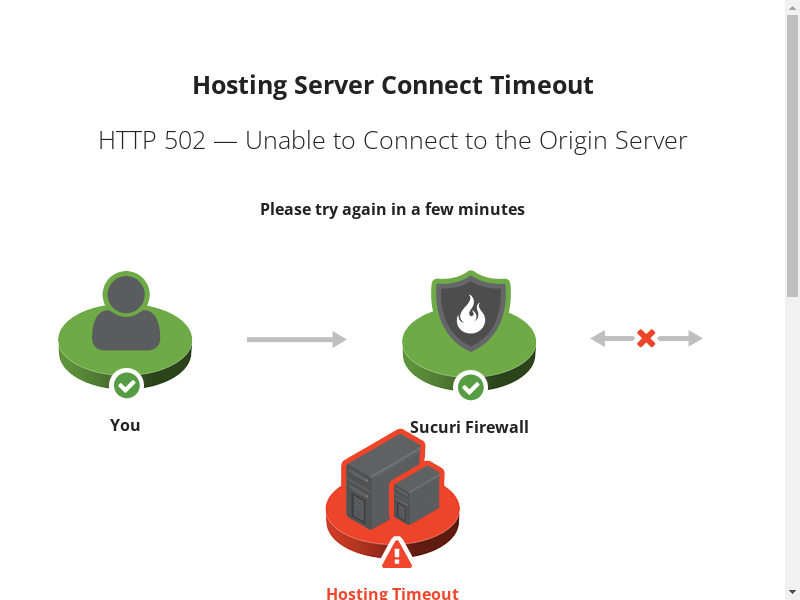 Hosting Server Connect Timeout
HTTP 502 — Unable to Connect to the Origin Server
Please try again in a few minutes
You
Sucuri Firewall
Hosting Timeout